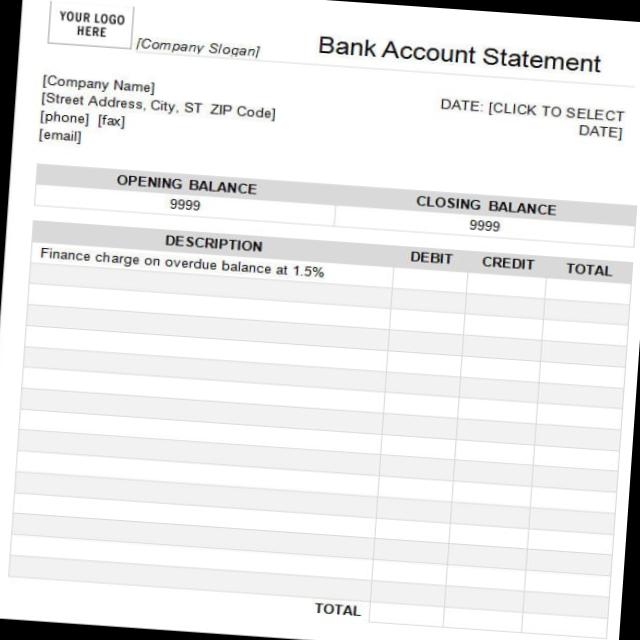 YOUR LOGO
HERE
[Company Slogan]
Bank Account Statement
[Company Name]
[Street Address, City, ST  ZIP Code]
[phone]  [fax]
[email]
DATE: [CLICK TO SELECT
DATE]
OPENING BALANCE CLOSING BALANCE
9999 9999
DESCRIPTION DEBIT CREDIT TOTAL
Finance charge on overdue balance at 1.5%
TOTAL